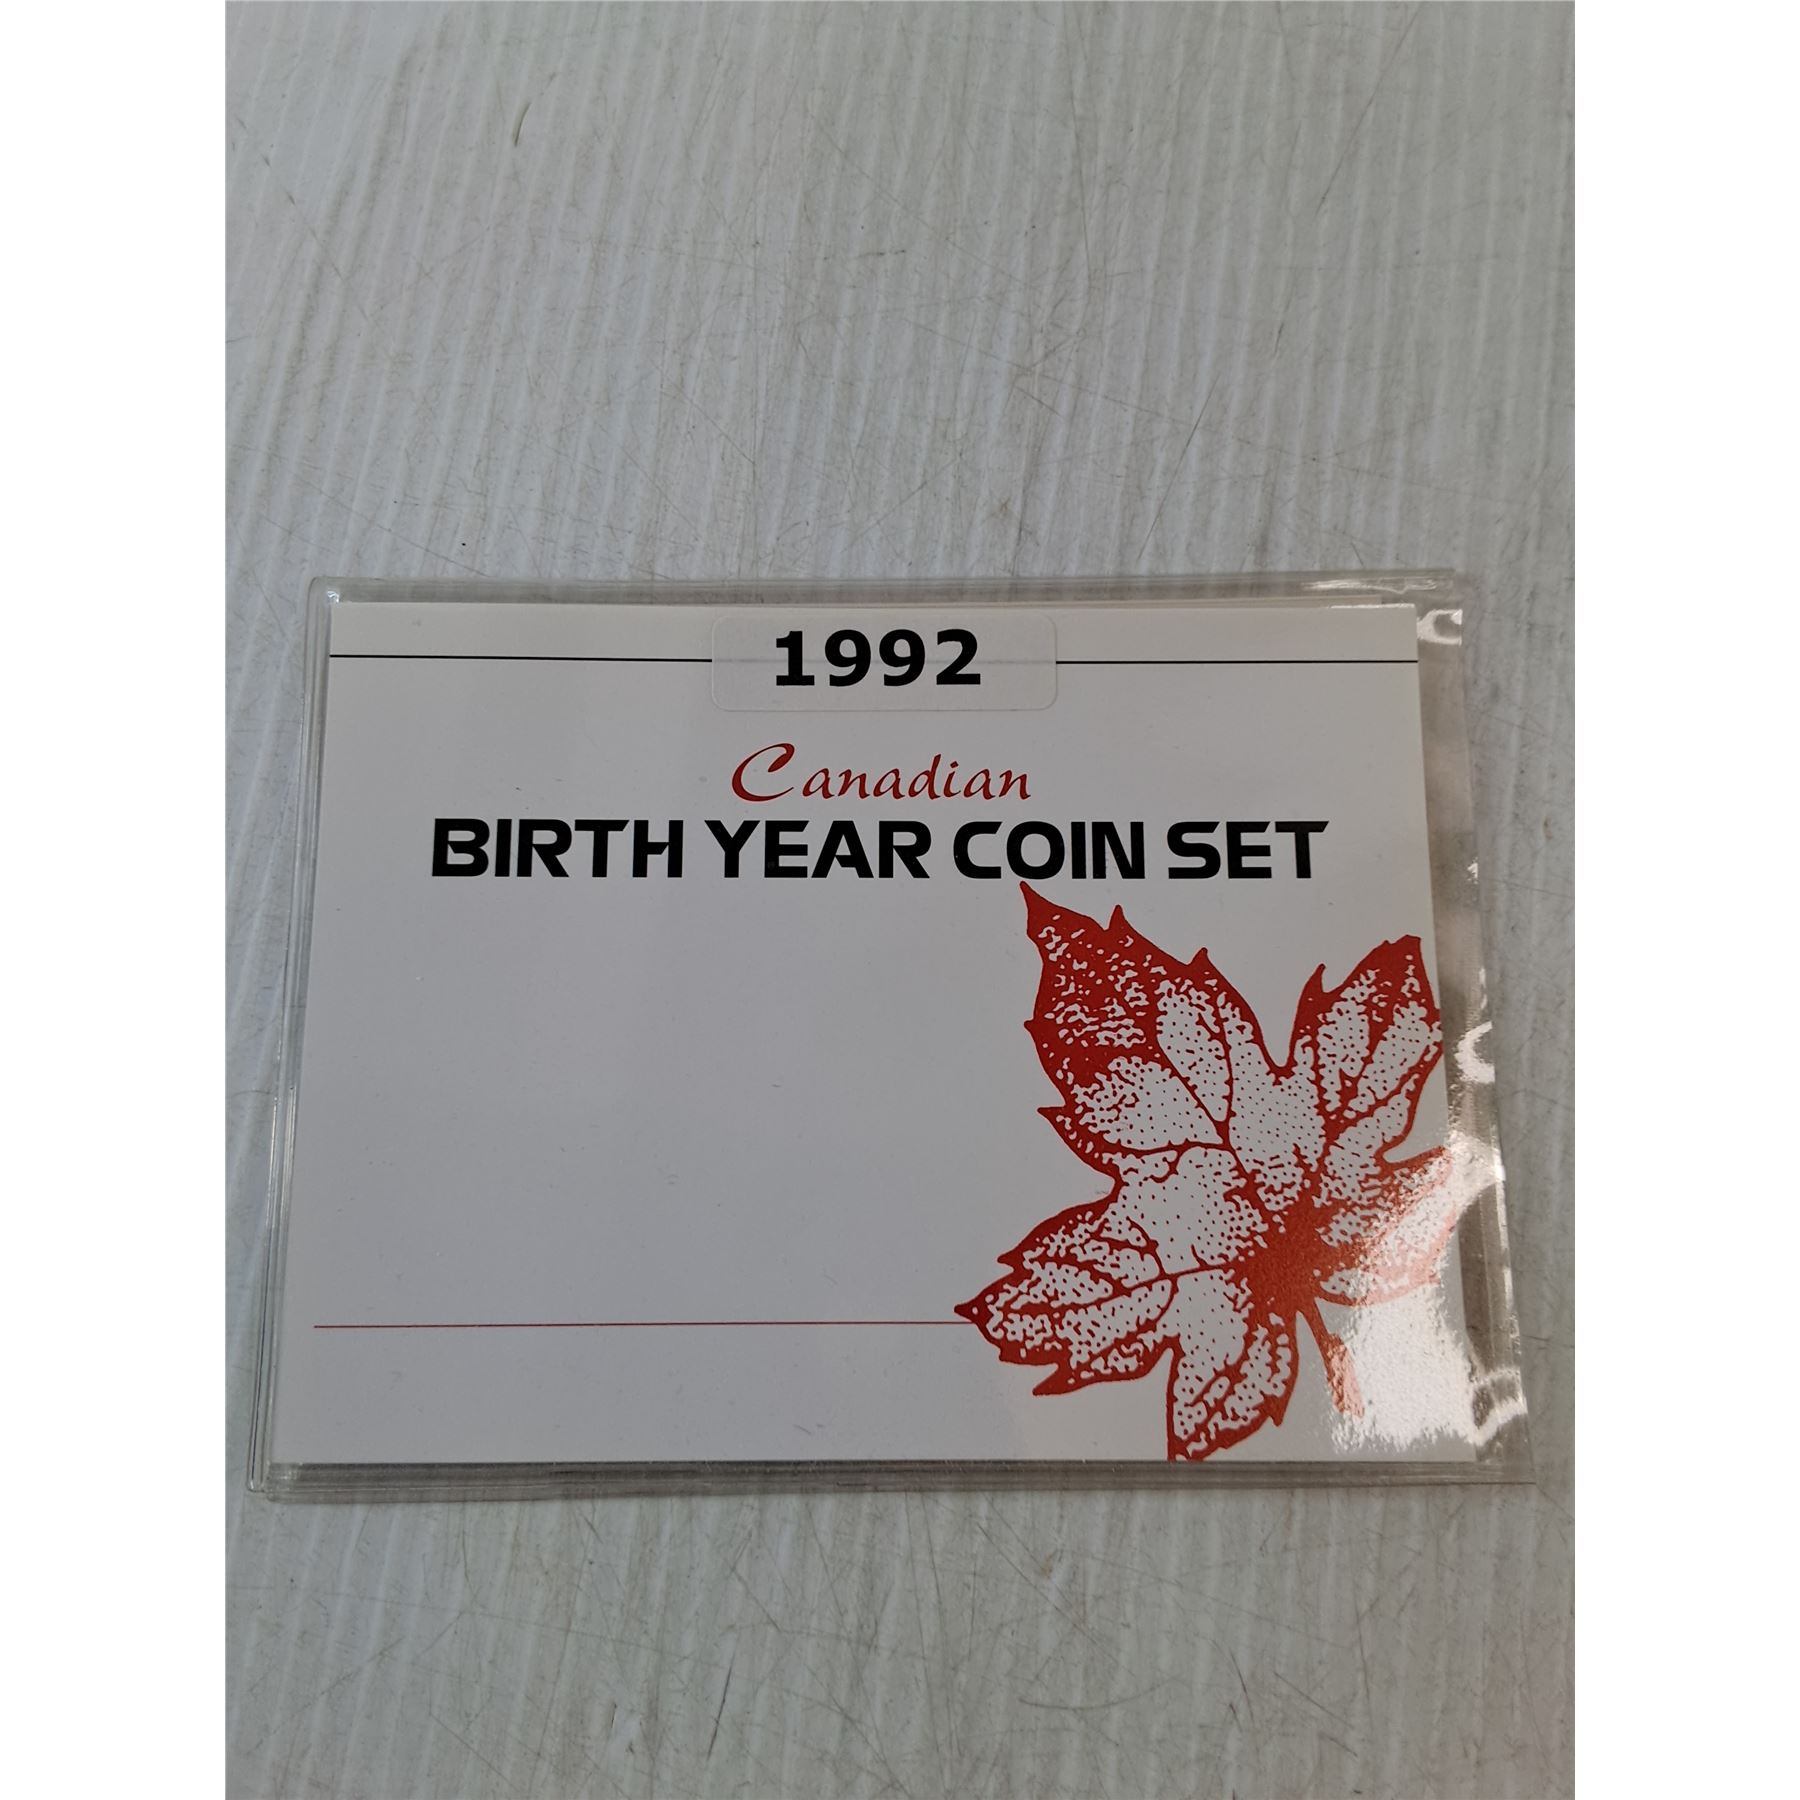 1992
Canadian
BIRTH YEAR COIN SET